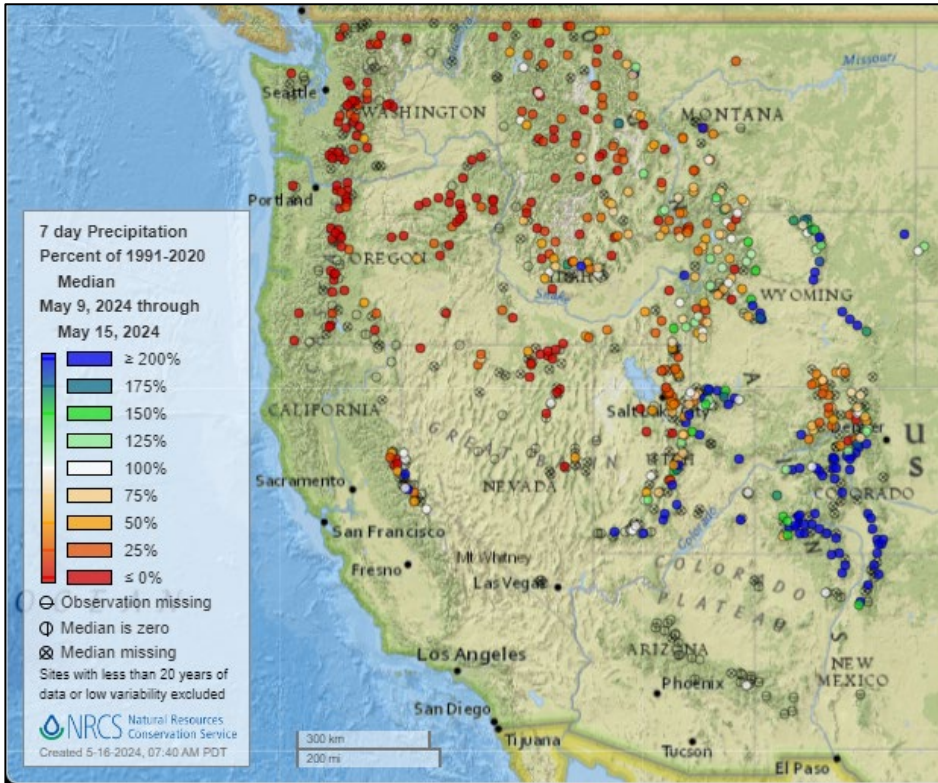 Seattle
WASHINGTON
Missouri
MONTANA
Portland
OREGON
IDAHO
Snake
WYOMING
7 day Precipitation
Percent of 1991-2020
Median
May 9, 2024 through
May 15, 2024
≥ 200%
175%
150%
125%
100%
75%
50%
25%
≤ 0%
Observation missing
Median is zero
Median missing
Sites with less than 20 years of
data or low variability excluded
NRCS Natural Resources
Conservation Service
Created 5-16-2024, 07:40 AM PDT
CALIFORNIA
Salt Lake City
Denver
U
S
GREAT BASIN
UTAH
NEVADA
COLORADO
Sacramento
San Francisco
Colorado
Mt Whitney
Fresno
Las Vegas
COLORADO
PLATEAU
Los Angeles
ARIZONA
Phoenix
NEW
MEXICO
San Diego
Tijuana
Tucson
El Paso
300 km
200 mi